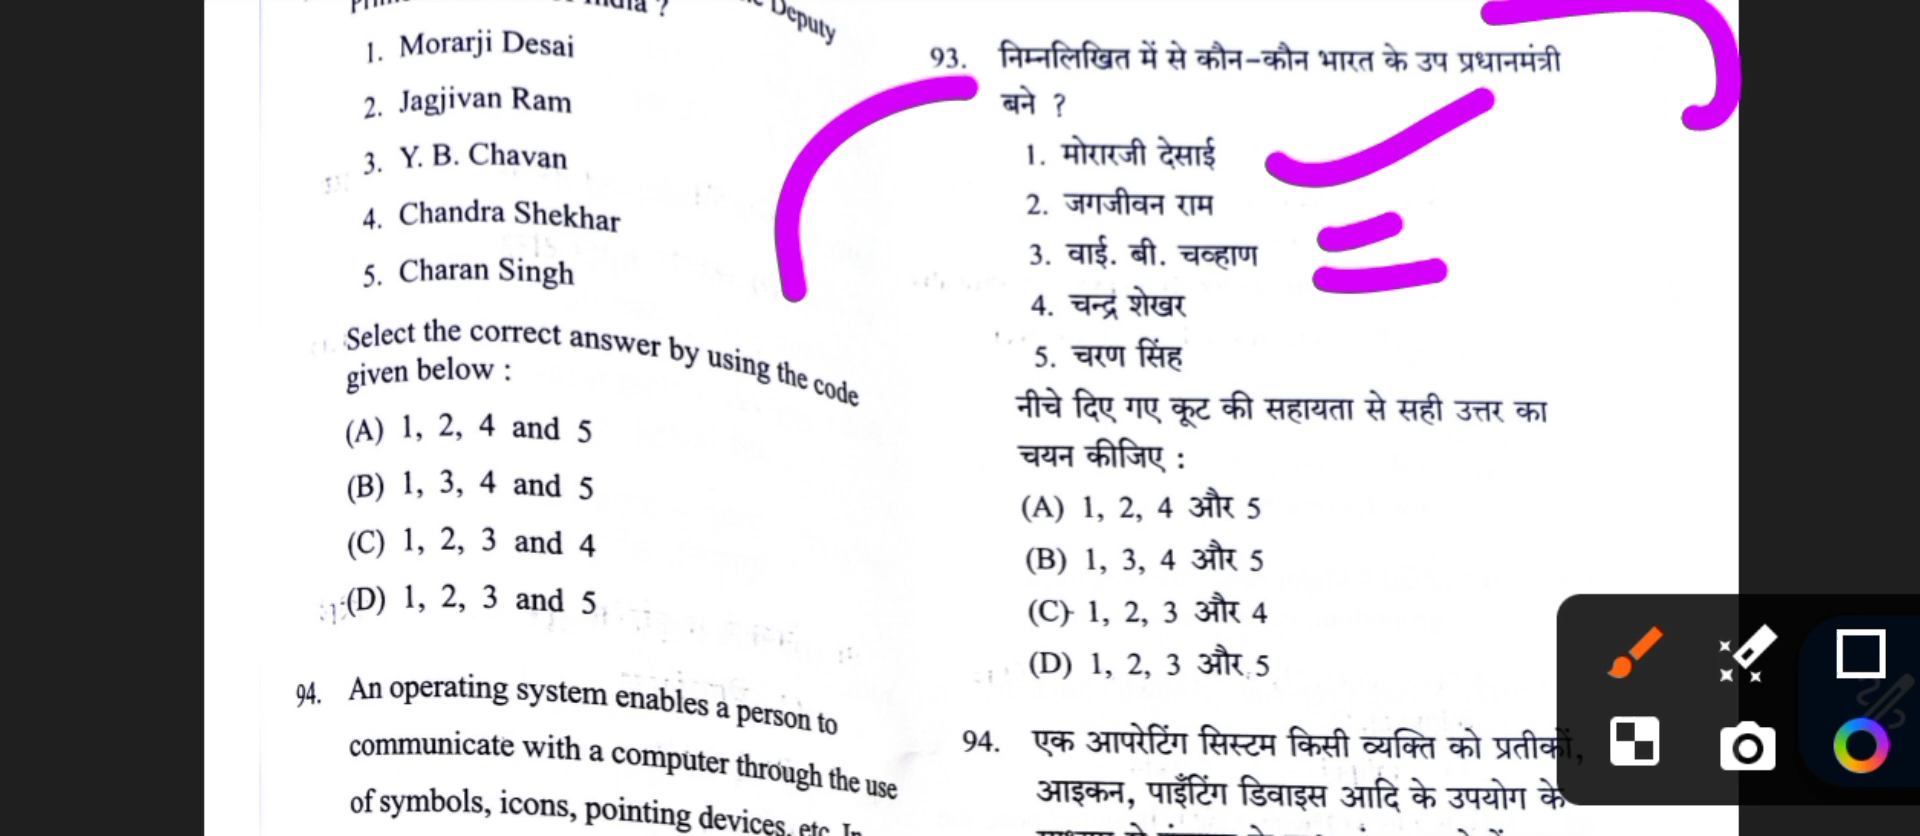 Deputy
India ?
1. Morarji Desai
2. Jagjivan Ram
3. Y. B. Chavan
4. Chandra Shekhar
5. Charan Singh
Select the correct answer by using the code
given below :
(A) 1, 2, 4 and 5
(B) 1, 3, 4 and 5
(C) 1, 2, 3 and 4
(D) 1, 2, 3 and 5
94. An operating system enables a person to
communicate with a computer through the use
of symbols, icons, pointing devices, etc. In
93. निम्नलिखित में से कौन-कौन भारत के उप प्रधानमंत्री
बने ?
1. मोरारजी देसाई
2. जगजीवन राम
3. वाई. बी. चव्हाण
4. चन्द्र शेखर
5. चरण सिंह
नीचे दिए गए कूट की सहायता से सही उत्तर का
चयन कीजिए :
(A) 1, 2, 4 और 5
(B) 1, 3, 4 और 5
(C) 1, 2, 3 और 4
(D) 1, 2, 3 और 5
94. एक आपरेटिंग सिस्टम किसी व्यक्ति को प्रतीकों,
आइकन, पाइँटिंग डिवाइस आदि के उपयोग के